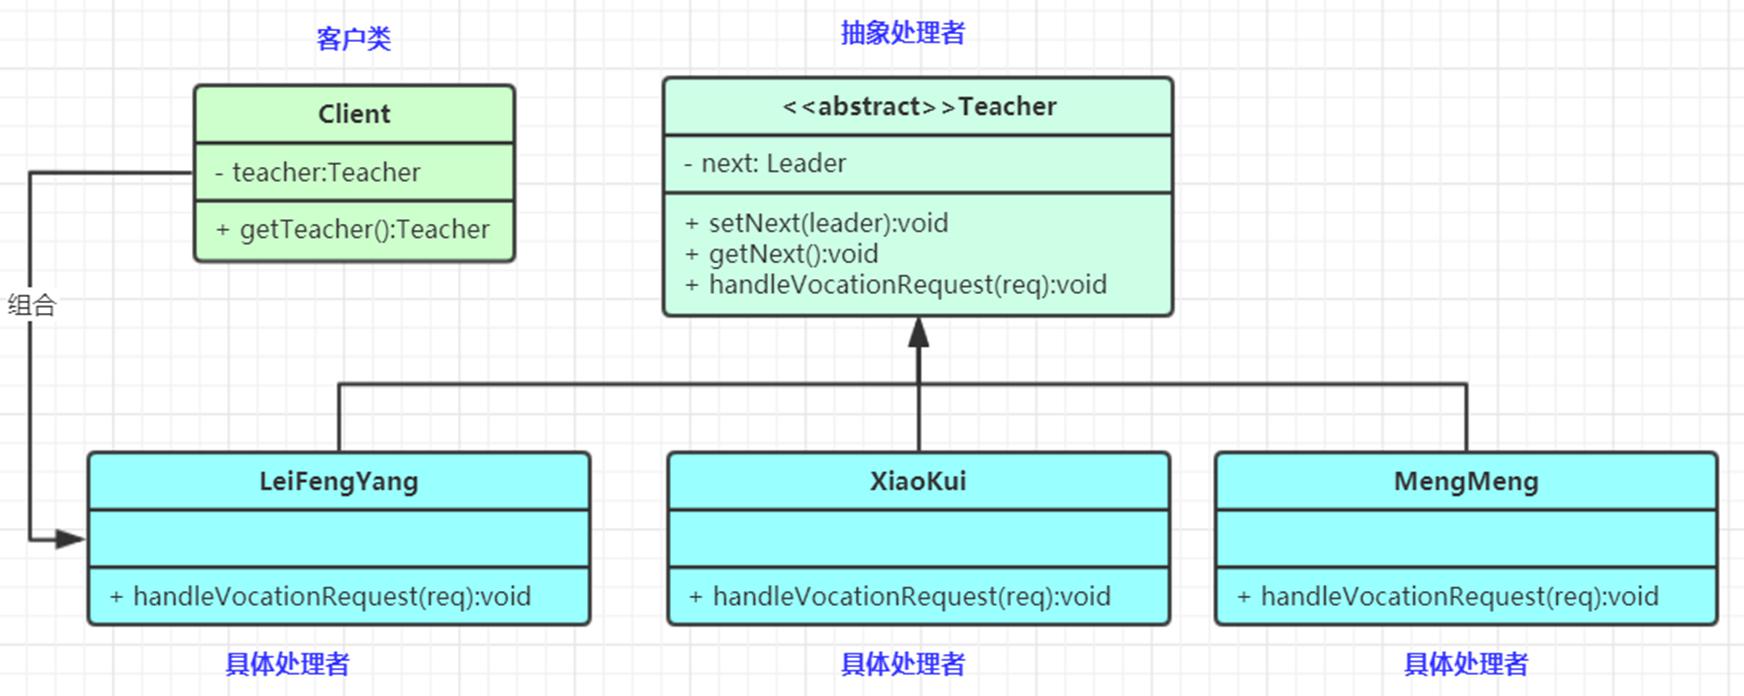 客户类
抽象处理者
Client
- teacher:Teacher
+ getTeacher():Teacher
<<abstract>>Teacher
- next: Leader
+ setNext(leader):void
+ getNext():void
+ handleVocationRequest(req):void
组合
LeiFengYang
+ handleVocationRequest(req):void
具体处理者
XiaoKui
+ handleVocationRequest(req):void
具体处理者
MengMeng
+ handleVocationRequest(req):void
具体处理者